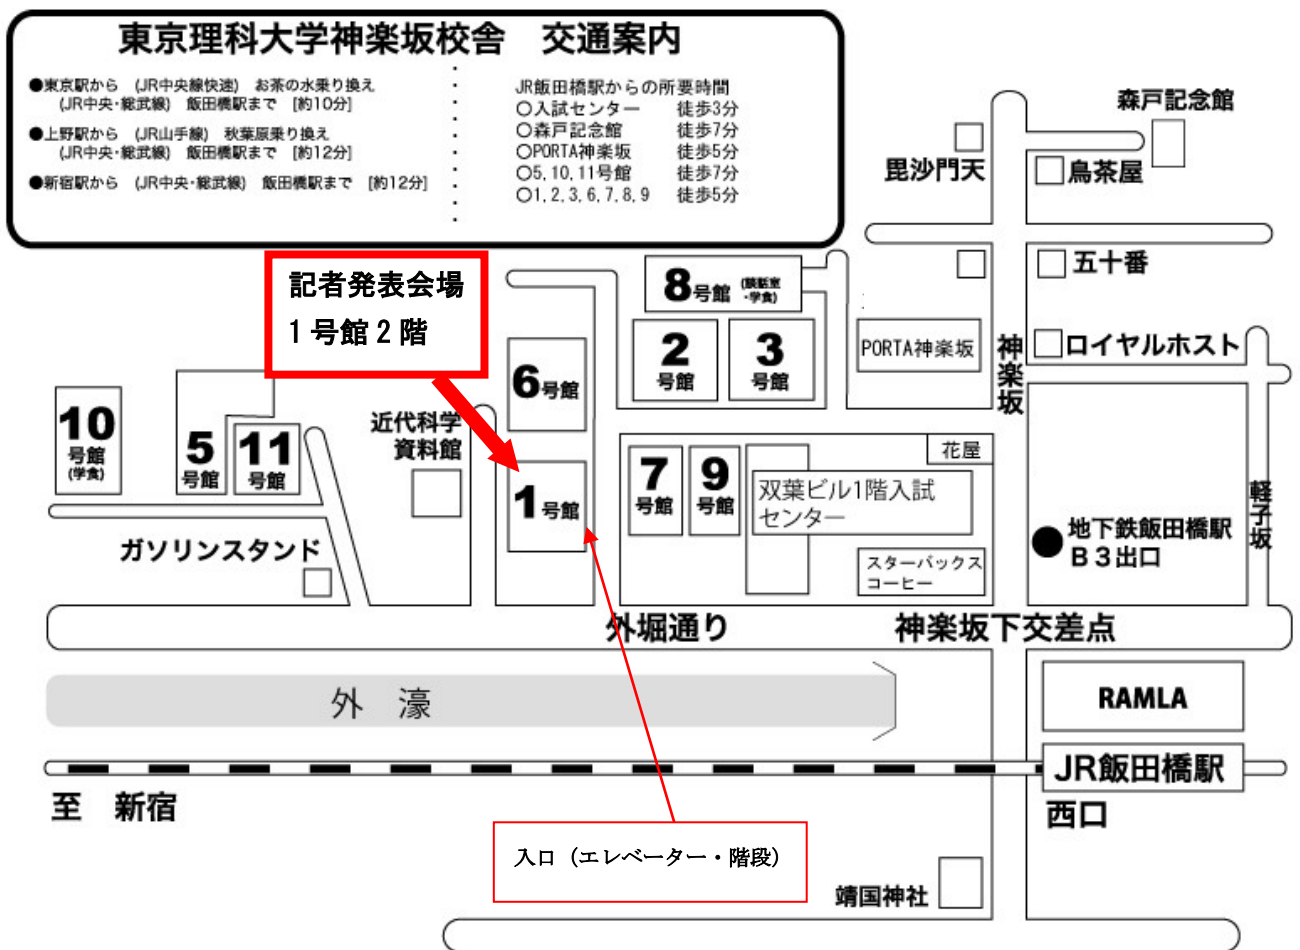 東京理科大学神楽坂校舎　交通案内
●東京駅から　(JR中央線快速)　お茶の水乗り換え
(JR中央・総武線)　飯田橋駅まで　[約10分]
●上野駅から　(JR山手線)　秋葉原乗り換え
(JR中央・総武線)　飯田橋駅まで　[約12分]
●新宿駅から　(JR中央・総武線)　飯田橋駅まで　[約12分]
JR飯田橋駅からの所要時間
○入試センター　徒歩3分
○森戸記念館　徒歩7分
○PORTA神楽坂　徒歩5分
○5,10,11号館　徒歩7分
○1,2,3,6,7,8,9　徒歩5分
森戸記念館
毘沙門天
鳥茶屋
五十番
記者発表会場
1号館2階
8号館
(談話室
・学食)
2
号館
3
号館
PORTA神楽坂
神楽坂
ロイヤルホスト
6号館
10
号館
(学食)
5
号館
11
号館
近代科学
資料館
1号館
7
号館
9
号館
花屋
双葉ビル1階入試
センター
スターバックス
コーヒー
地下鉄飯田橋駅
B3出口
軽子坂
ガソリンスタンド
外堀通り
神楽坂下交差点
外　濠
RAMLA
JR飯田橋駅
西口
至　新宿
入口（エレベーター・階段）
靖国神社